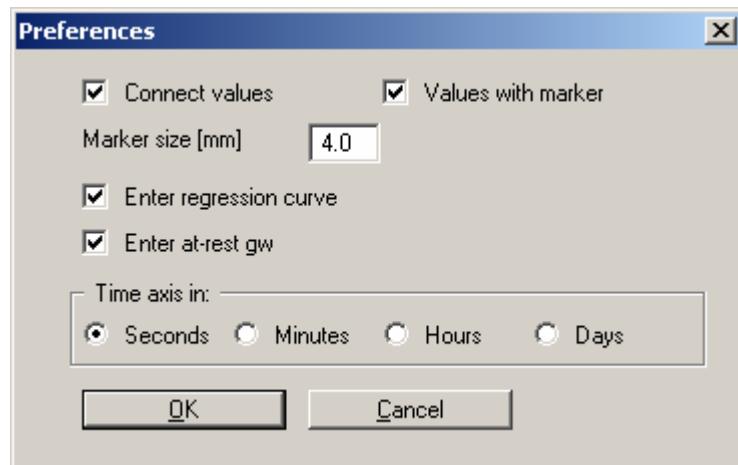 Preferences
Connect values Values with marker
Marker size [mm] 4.0
Enter regression curve
Enter at-rest gw
Time axis in:
Seconds Minutes Hours Days
OK Cancel